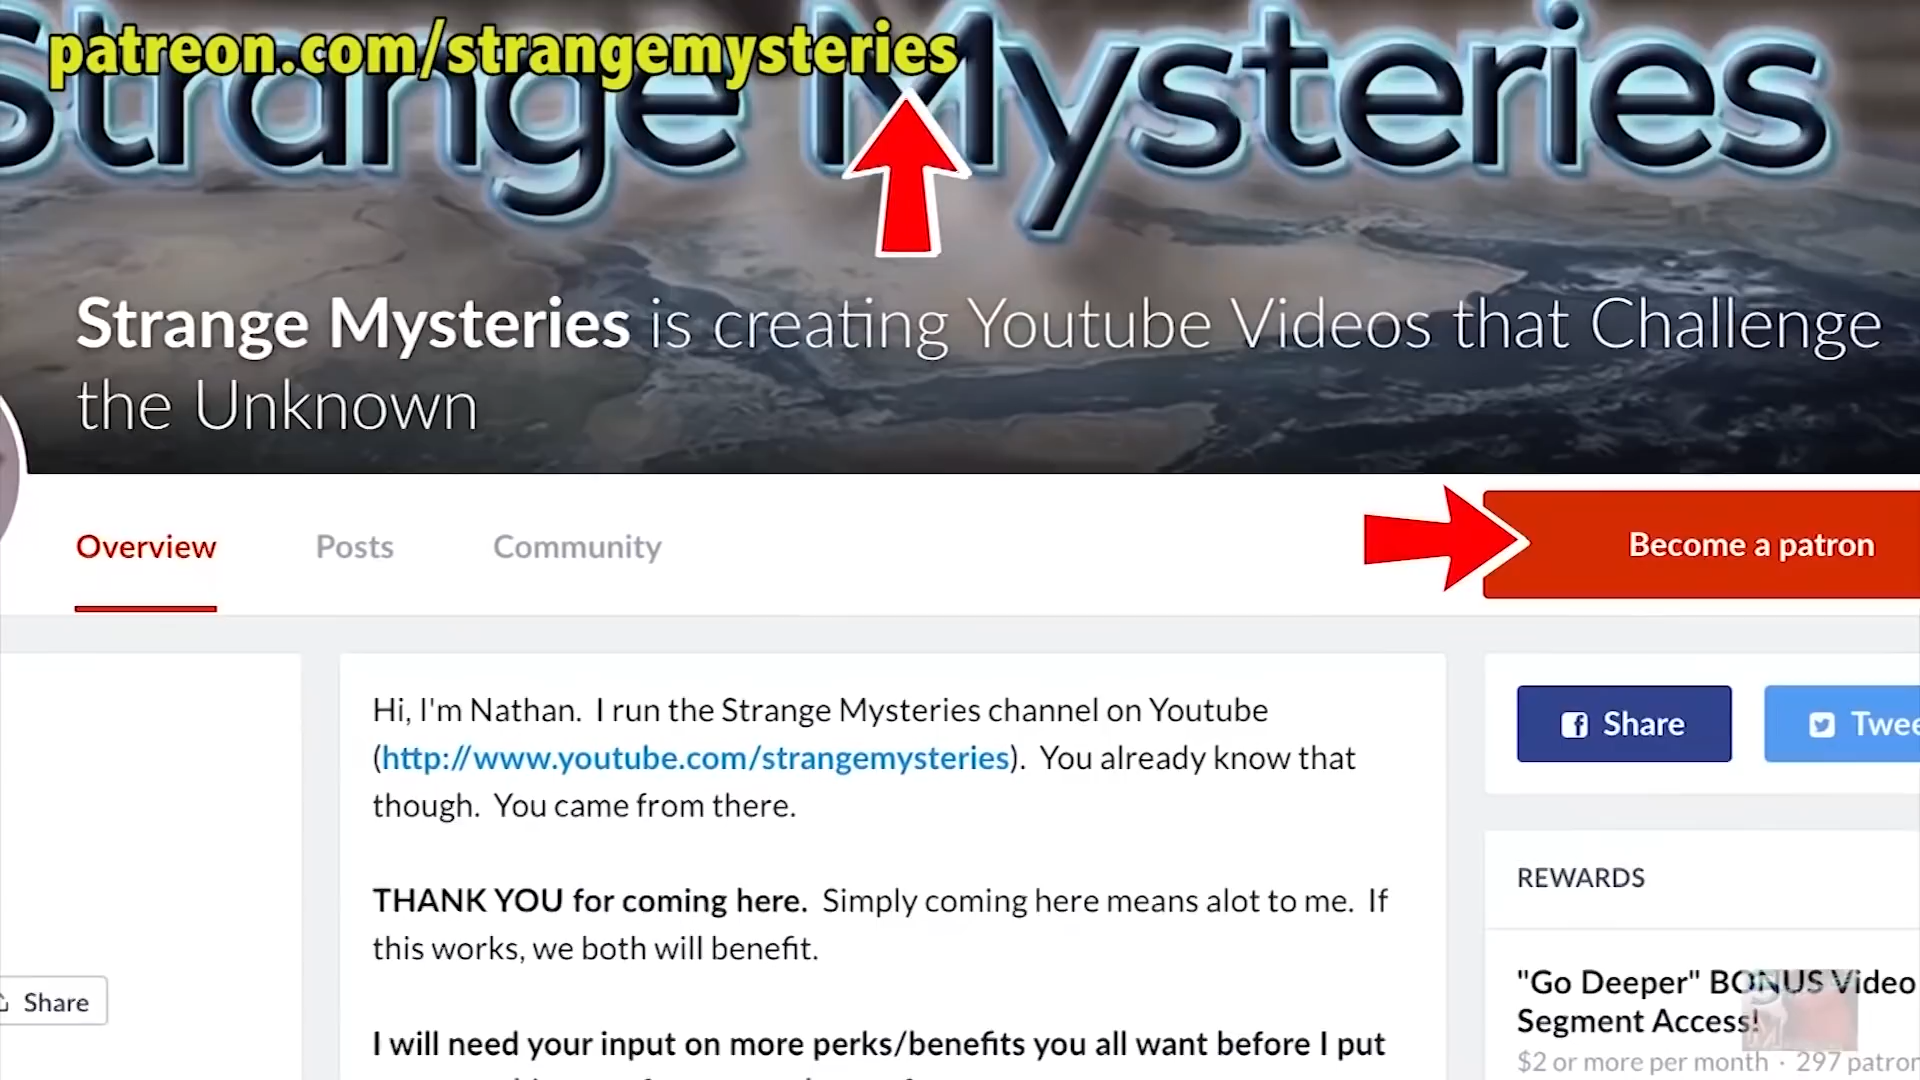 patreon.com/strangemysteries
Strange Mysteries
Strange Mysteries is creating Youtube Videos that Challenge
the Unknown
Overview
Posts
Community
Become a patron
Hi, I'm Nathan. I run the Strange Mysteries channel on Youtube
(http://www.youtube.com/strangemysteries). You already know that
though. You came from there.
THANK YOU for coming here. Simply coming here means alot to me. If
this works, we both will benefit.
I will need your input on more perks/benefits you all want before I put
Share
Share
Twee
REWARDS
"Go Deeper" BONUS Video
Segment Access!
$2 or more per month · 297 patron